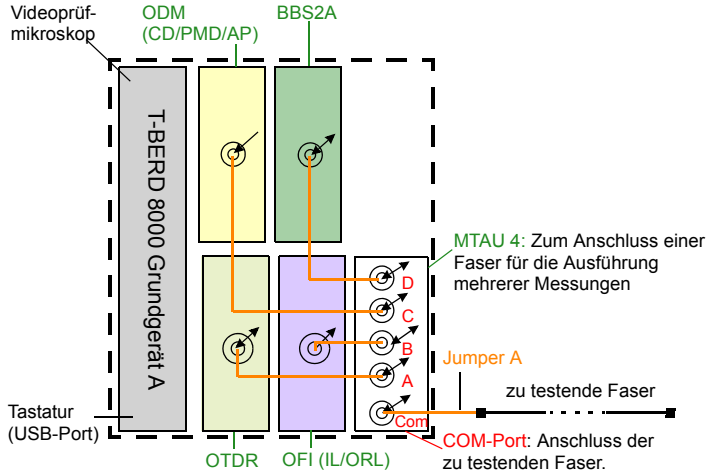 Videoprüf-
mikroskop
ODM
(CD/PMD/AP)
BBS2A
T-BERD 8000 Grundgerät A
MTAU 4: Zum Anschluss einer
Faser für die Ausführung
mehrerer Messungen
D
C
B
A
Com
Jumper A
zu testende Faser
Tastatur
(USB-Port)
OTDR
OFI (IL/ORL)
COM-Port: Anschluss der
zu testenden Faser.